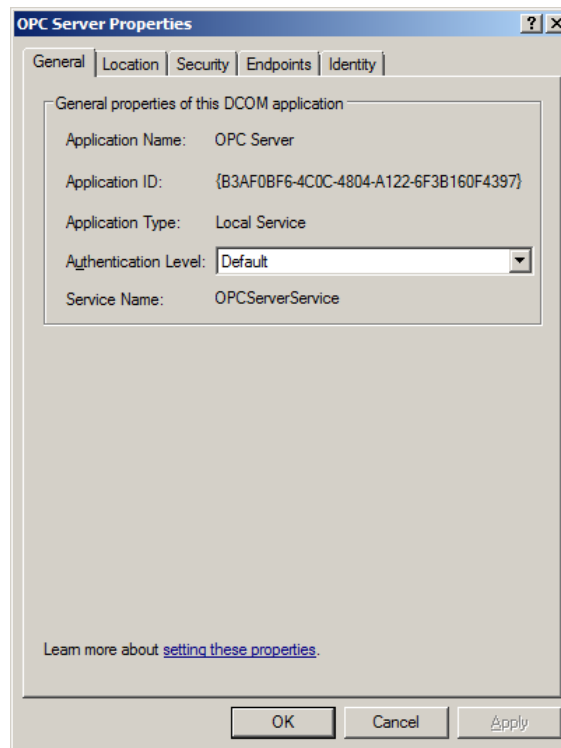 OPC Server Properties
General Location Security Endpoints Identity
General properties of this DCOM application
Application Name: OPC Server
Application ID: {B3AF0BF6-4C0C-4804-A122-6F3B160F4397}
Application Type: Local Service
Authentication Level: Default
Service Name: OPCServerService
Learn more about setting these properties.
OK Cancel Apply